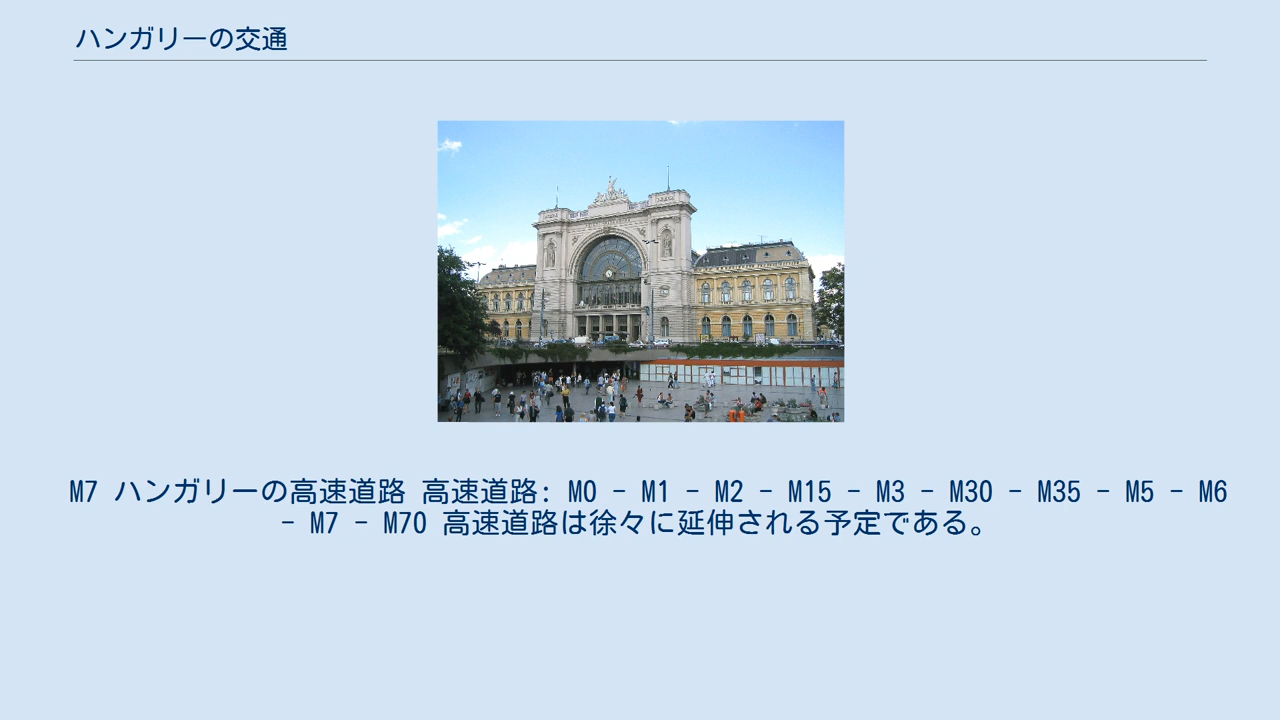 ハンガリーの交通
M7 ハンガリーの高速道路 高速道路: M0 - M1 - M2 - M15 - M3 - M30 - M35 - M5 - M6
- M7 - M70 高速道路は徐々に延伸される予定である。